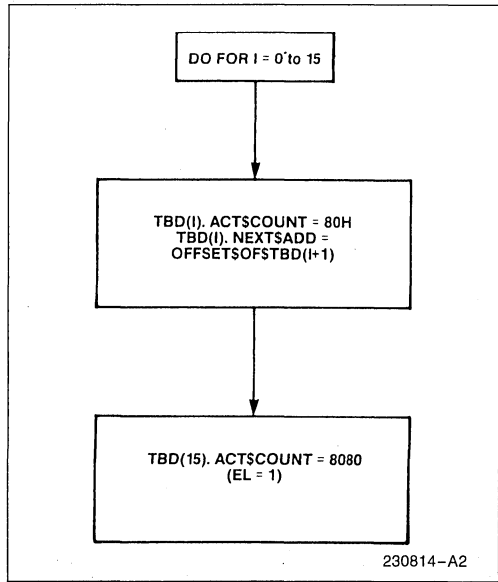 DO FOR I = 0 to 15
TBD(I). ACT$COUNT = 80H
TBD(I). NEXT$ADD =
OFFSET$OF$TBD(I+1)
TBD(15). ACT$COUNT = 8080
(EL = 1)
230814–A2